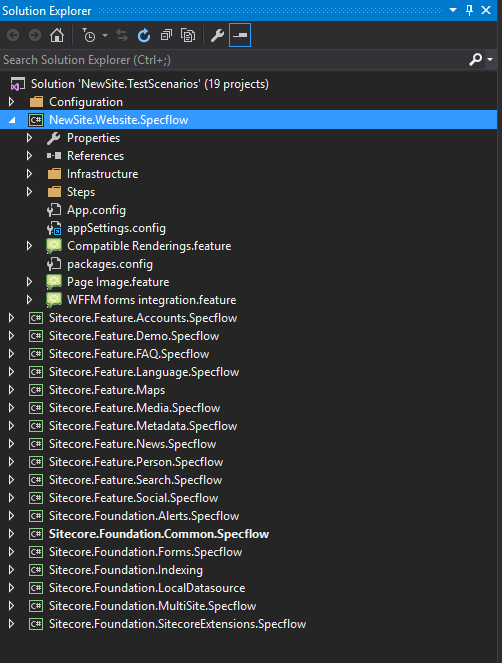 Solution Explorer
Search Solution Explorer (Ctrl+;)
Solution 'NewSite.TestScenarios' (19 projects)
Configuration
C# NewSite.Website.Specflow
Properties
References
Infrastructure
Steps
App.config
appSettings.config
Compatible Renderings.feature
packages.config
Page Image.feature
WFFM forms integration.feature
C# Sitecore.Feature.Accounts.Specflow
C# Sitecore.Feature.Demo.Specflow
C# Sitecore.Feature.FAQ.Specflow
C# Sitecore.Feature.Language.Specflow
C# Sitecore.Feature.Maps
C# Sitecore.Feature.Media.Specflow
C# Sitecore.Feature.Metadata.Specflow
C# Sitecore.Feature.News.Specflow
C# Sitecore.Feature.Person.Specflow
C# Sitecore.Feature.Search.Specflow
C# Sitecore.Feature.Social.Specflow
C# Sitecore.Foundation.Alerts.Specflow
C# Sitecore.Foundation.Common.Specflow
C# Sitecore.Foundation.Forms.Specflow
C# Sitecore.Foundation.Indexing
C# Sitecore.Foundation.LocalDatasource
C# Sitecore.Foundation.MultiSite.Specflow
C# Sitecore.Foundation.SitecoreExtensions.Specflow